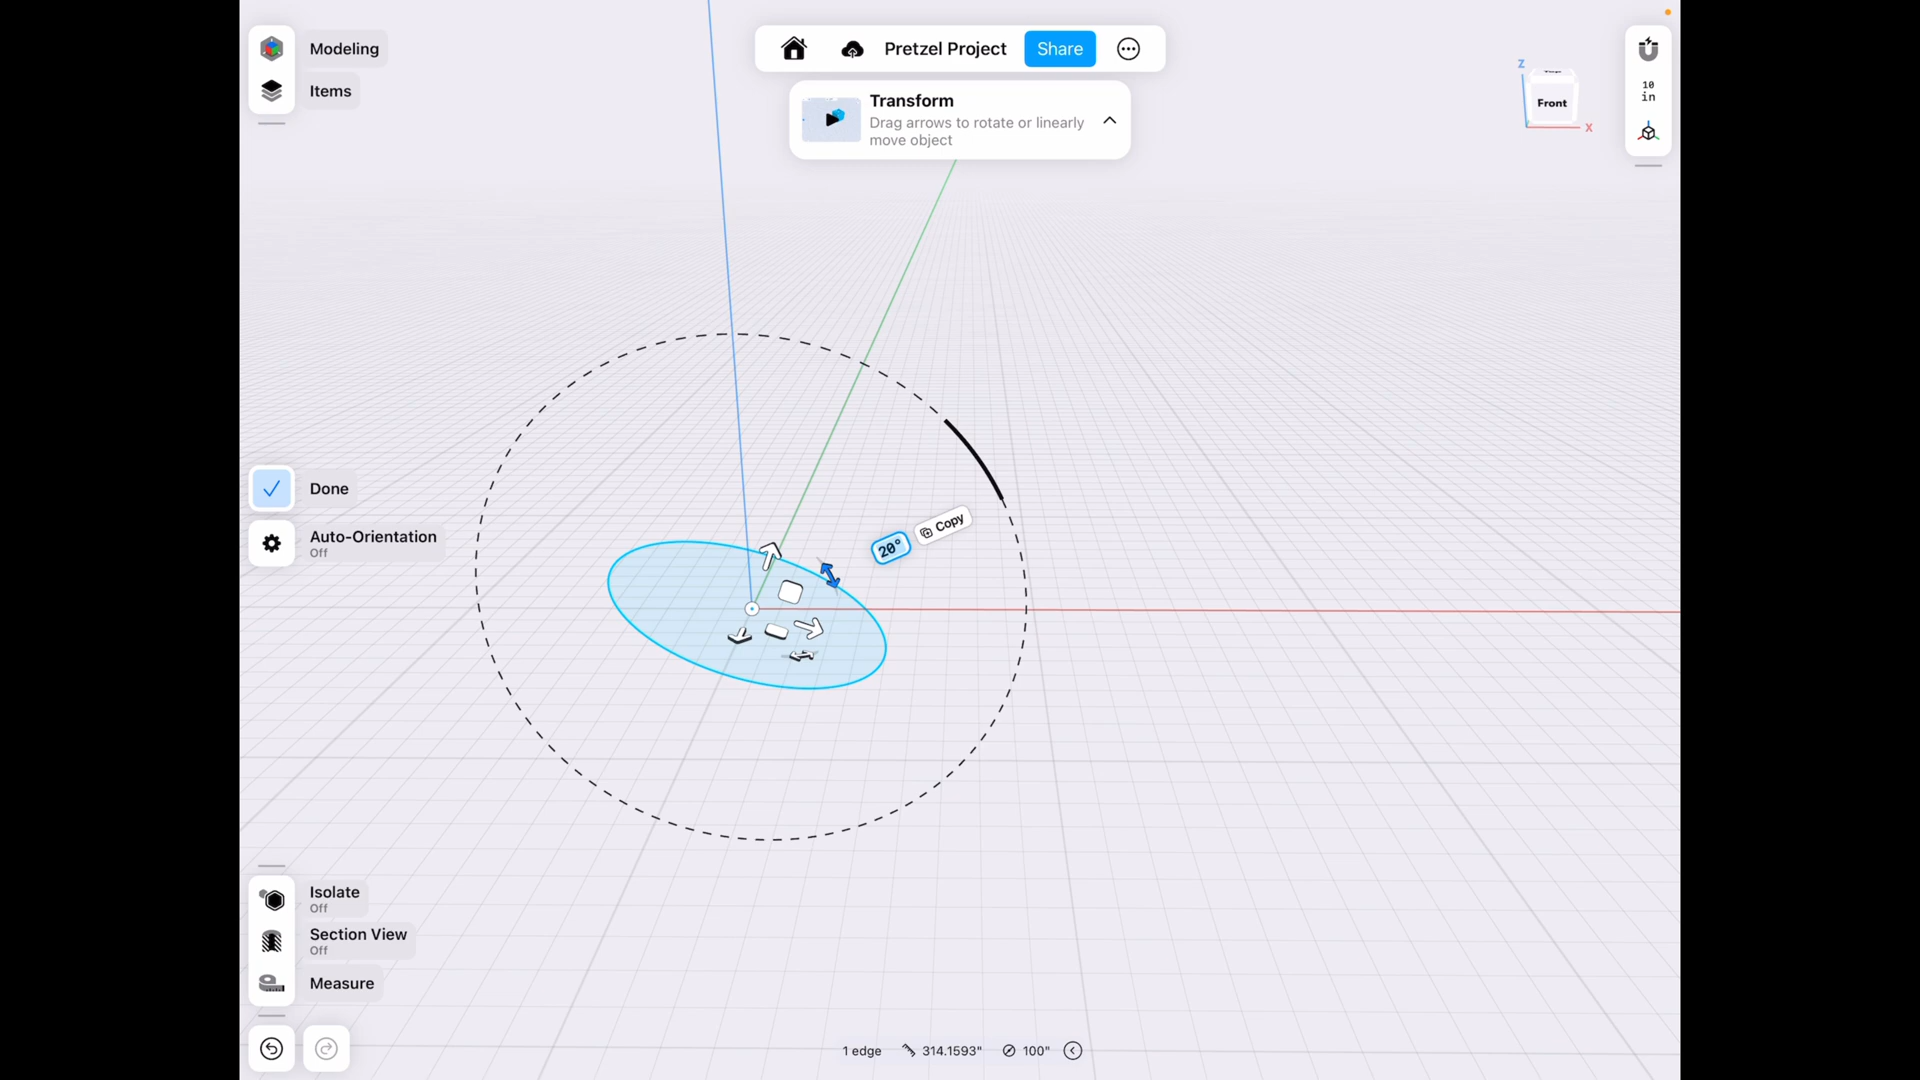 Modeling
Items
Pretzel Project
Share
Transform
Drag arrows to rotate or linearly
move object
Z
Front
X
10
in
20°
Copy
Done
Auto-Orientation
Off
Isolate
Off
Section View
Off
Measure
1 edge
314.1593"
100"